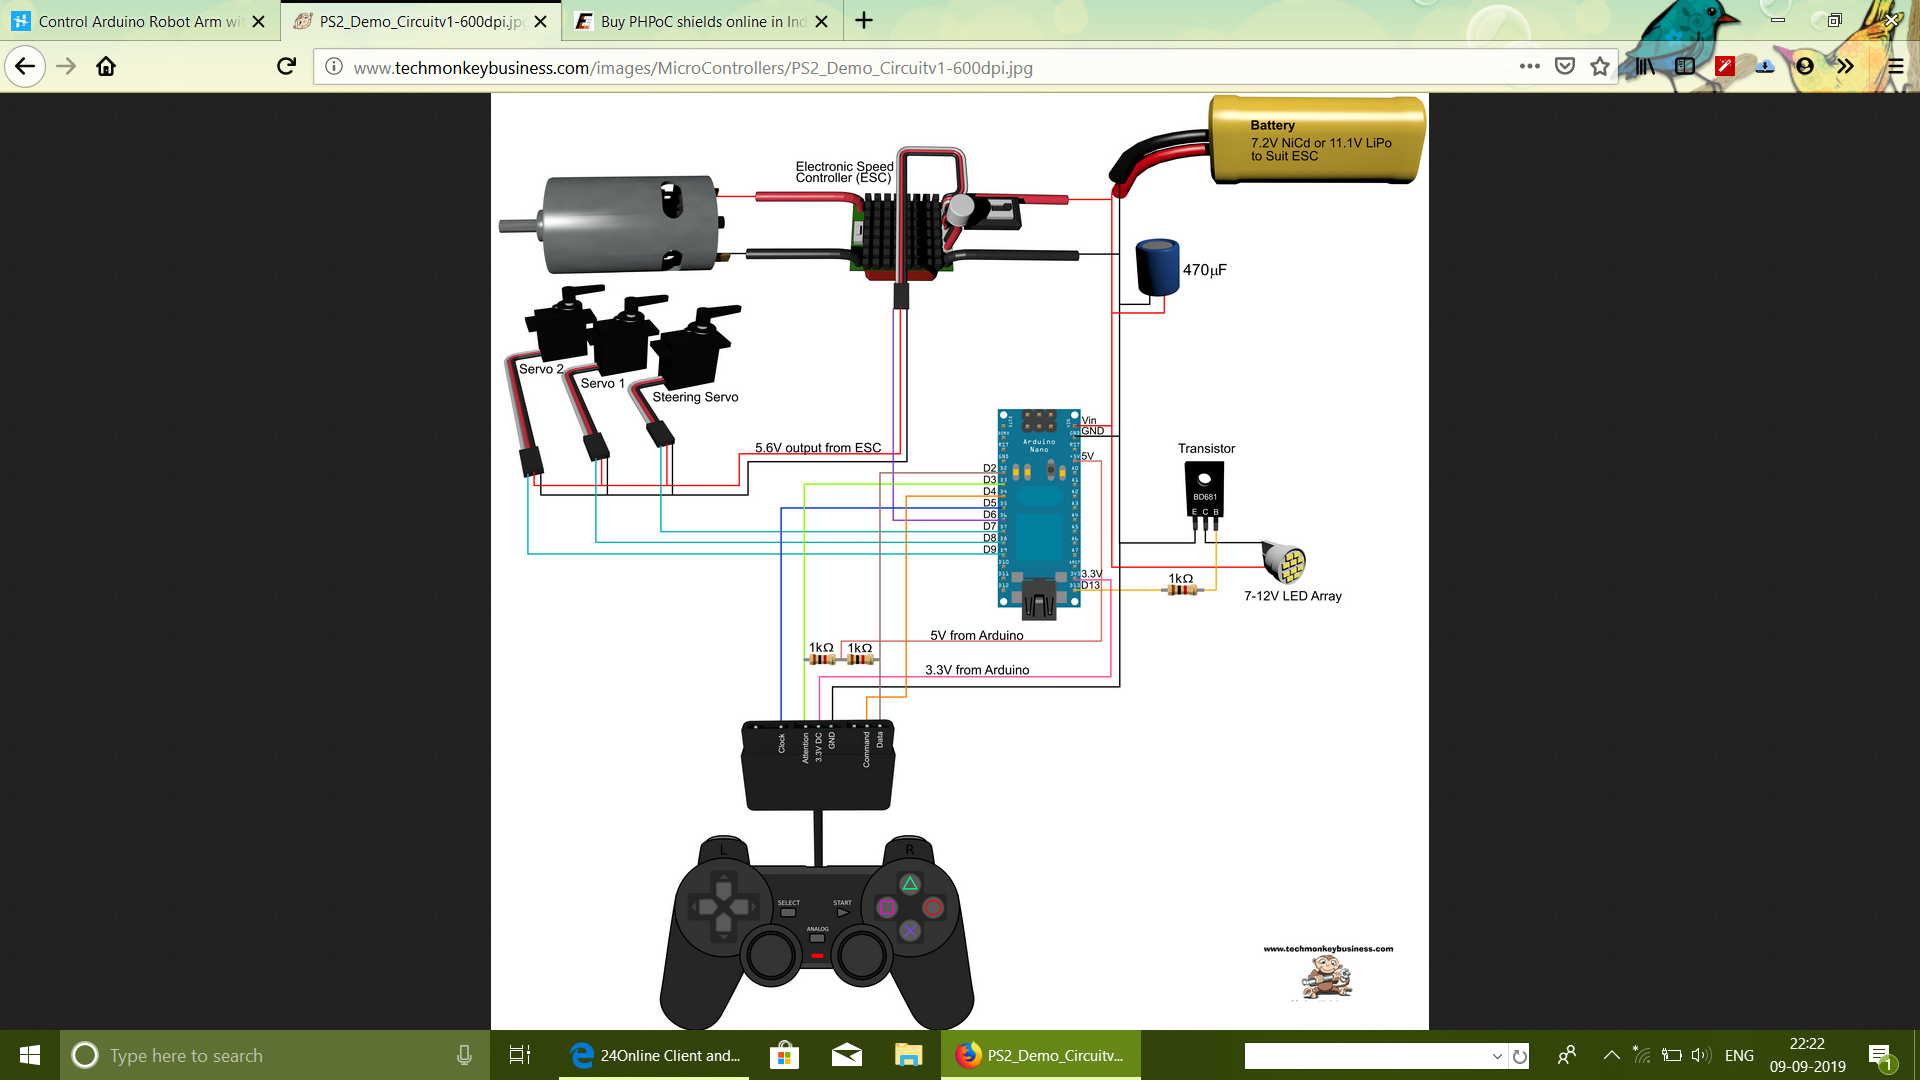 Control Arduino Robot Arm wi
PS2_Demo_Circuitv1-600dpi.jp
Buy PHPoC shields online in Ind
www.techmonkeybusiness.com/images/MicroControllers/PS2_Demo_Circuitv1-600dpi.jpg
Battery
7.2V NiCd or 11.1V LiPo
to Suit ESC
Electronic Speed
Controller (ESC)
470µF
Servo 2
Servo 1
Steering Servo
5.6V output from ESC
Vin
GND
5V
Arduino
Nano
D2
D3
D4
D5
D6
D7
D8
D9
3.3V
D13
Transistor
BD681
E C B
1kΩ
7-12V LED Array
5V from Arduino
1kΩ 1kΩ
3.3V from Arduino
Clock
Attention
3.3V DC
GND
Command
Data
L
R
SELECT
START
ANALOG
www.techmonkeybusiness.com
Type here to search
24Online Client and...
PS2_Demo_Circuitv...
ENG
22:22
09-09-2019
1